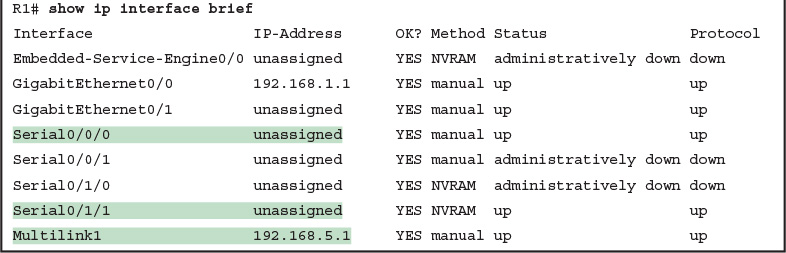 R1# show ip interface brief
Interface IP-Address OK? Method Status Protocol
Embedded-Service-Engine0/0 unassigned YES NVRAM administratively down down
GigabitEthernet0/0 192.168.1.1 YES manual up up
GigabitEthernet0/1 unassigned YES manual up up
Serial0/0/0 unassigned YES manual up up
Serial0/0/1 unassigned YES manual administratively down down
Serial0/1/0 unassigned YES NVRAM administratively down down
Serial0/1/1 unassigned YES NVRAM up up
Multilink1 192.168.5.1 YES manual up up